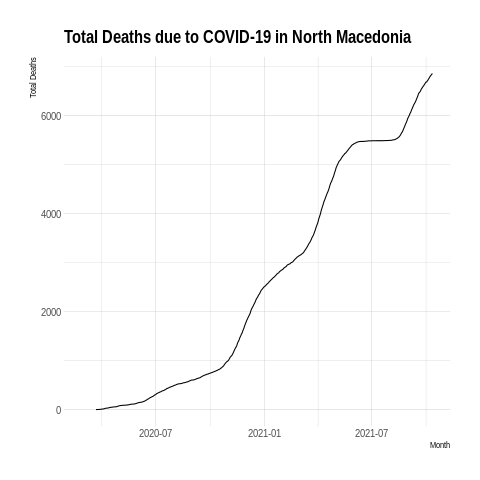 Total Deaths due to COVID-19 in North Macedonia
Total Deaths
6000
4000
2000
0
2020-07
2021-01
2021-07
Month